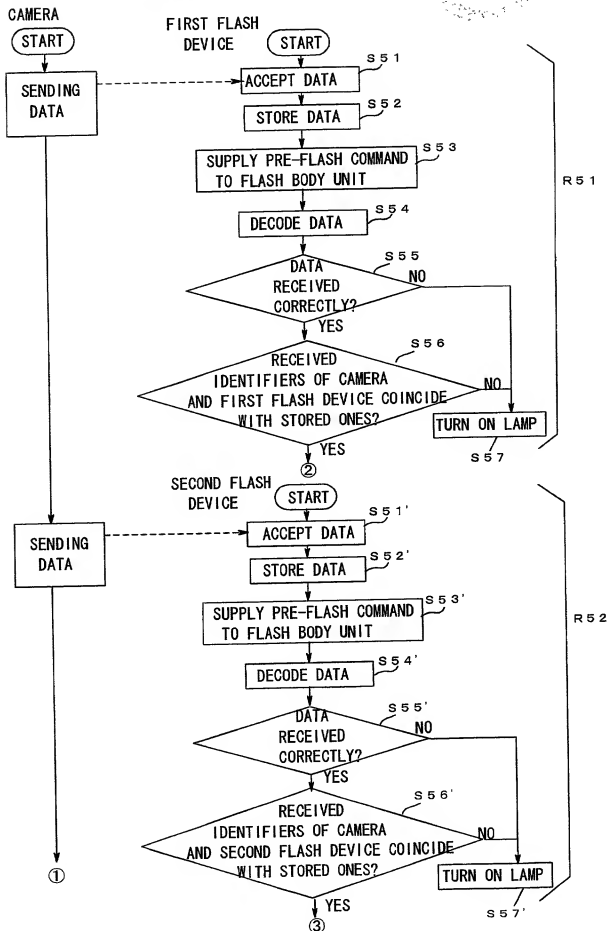 CAMERA
START
SENDING
DATA
FIRST FLASH
DEVICE
START
S51
ACCEPT DATA
S52
STORE DATA
S53
SUPPLY PRE-FLASH COMMAND
TO FLASH BODY UNIT
S54
DECODE DATA
S55
DATA
RECEIVED
CORRECTLY?
NO
YES
S56
RECEIVED
IDENTIFIERS OF CAMERA
AND FIRST FLASH DEVICE COINCIDE
WITH STORED ONES?
NO
YES
②
TURN ON LAMP
S57
R51
SENDING
DATA
①
SECOND FLASH
DEVICE
START
S51'
ACCEPT DATA
S52'
STORE DATA
S53'
SUPPLY PRE-FLASH COMMAND
TO FLASH BODY UNIT
S54'
DECODE DATA
S55'
DATA
RECEIVED
CORRECTLY?
NO
YES
S56'
RECEIVED
IDENTIFIERS OF CAMERA
AND SECOND FLASH DEVICE COINCIDE
WITH STORED ONES?
NO
YES
③
TURN ON LAMP
S57'
R52